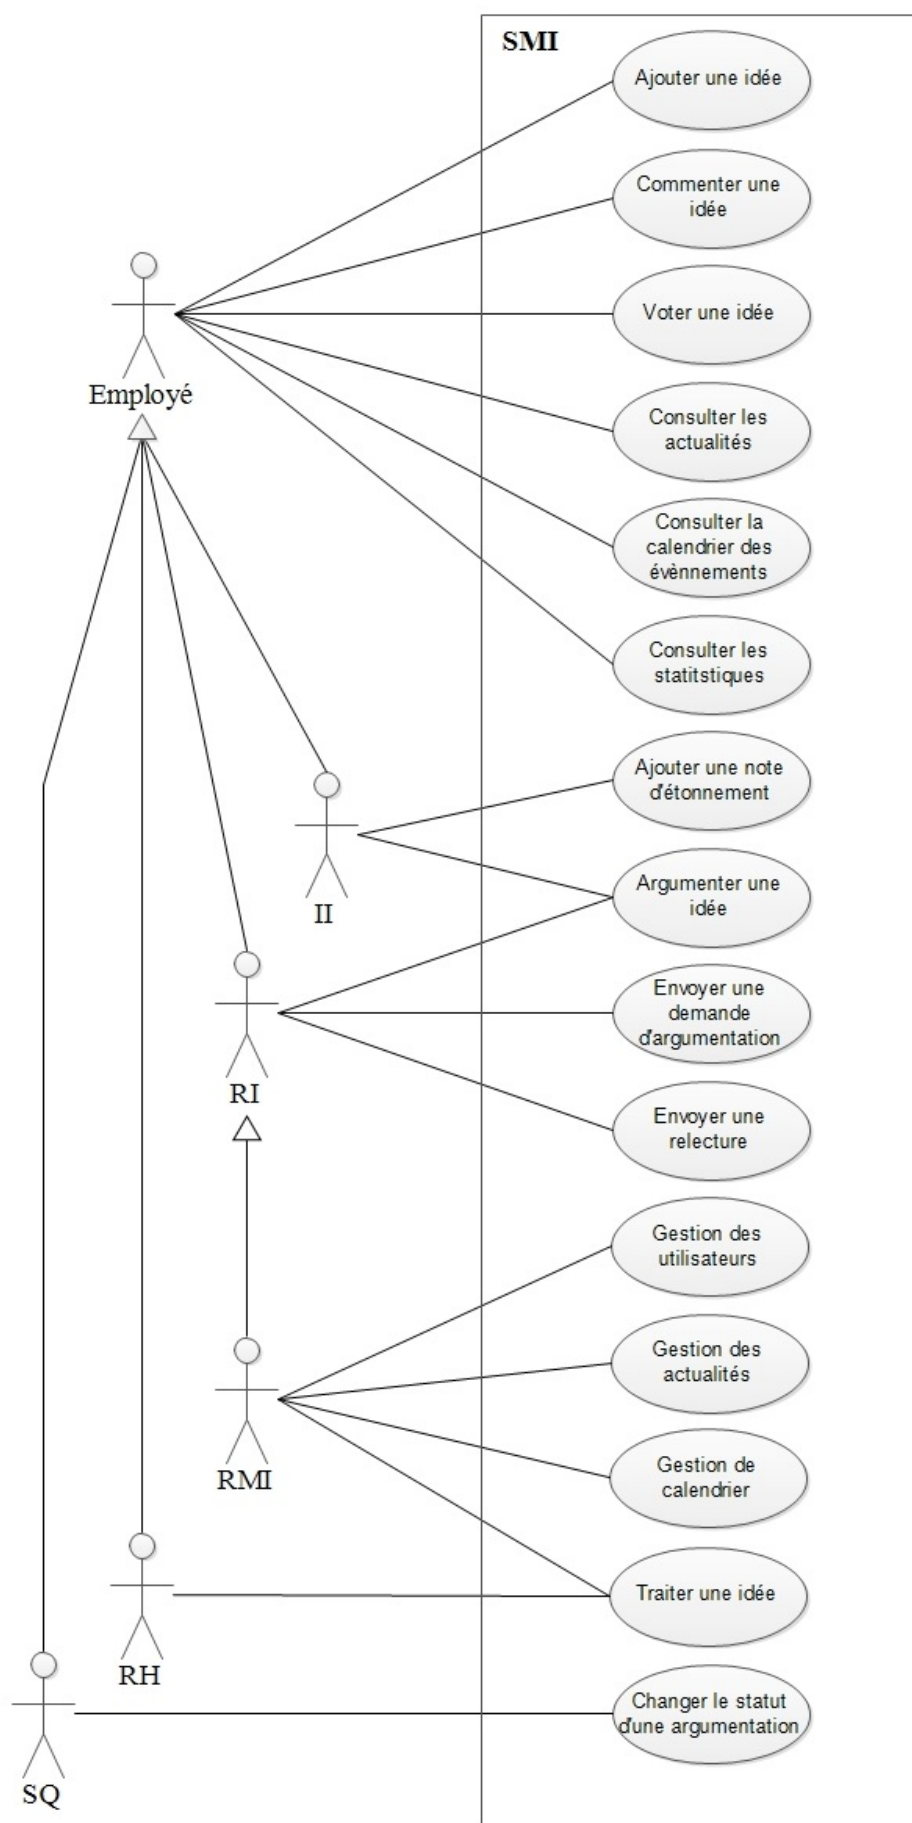 SMI
Ajouter une idée
Commenter une
idée
Voter une idée
Employé
Consulter les
actualités
Consulter la
calendrier des
évènnements
Consulter les
statitstiques
Ajouter une note
d'étonnement
II
Argumenter une
idée
Envoyer une
demande
d'argumentation
RI
Envoyer une
relecture
Gestion des
utilisateurs
Gestion des
actualités
RMI
Gestion de
calendrier
Traiter une idée
RH
Changer le statut
d'une argumentation
SQ